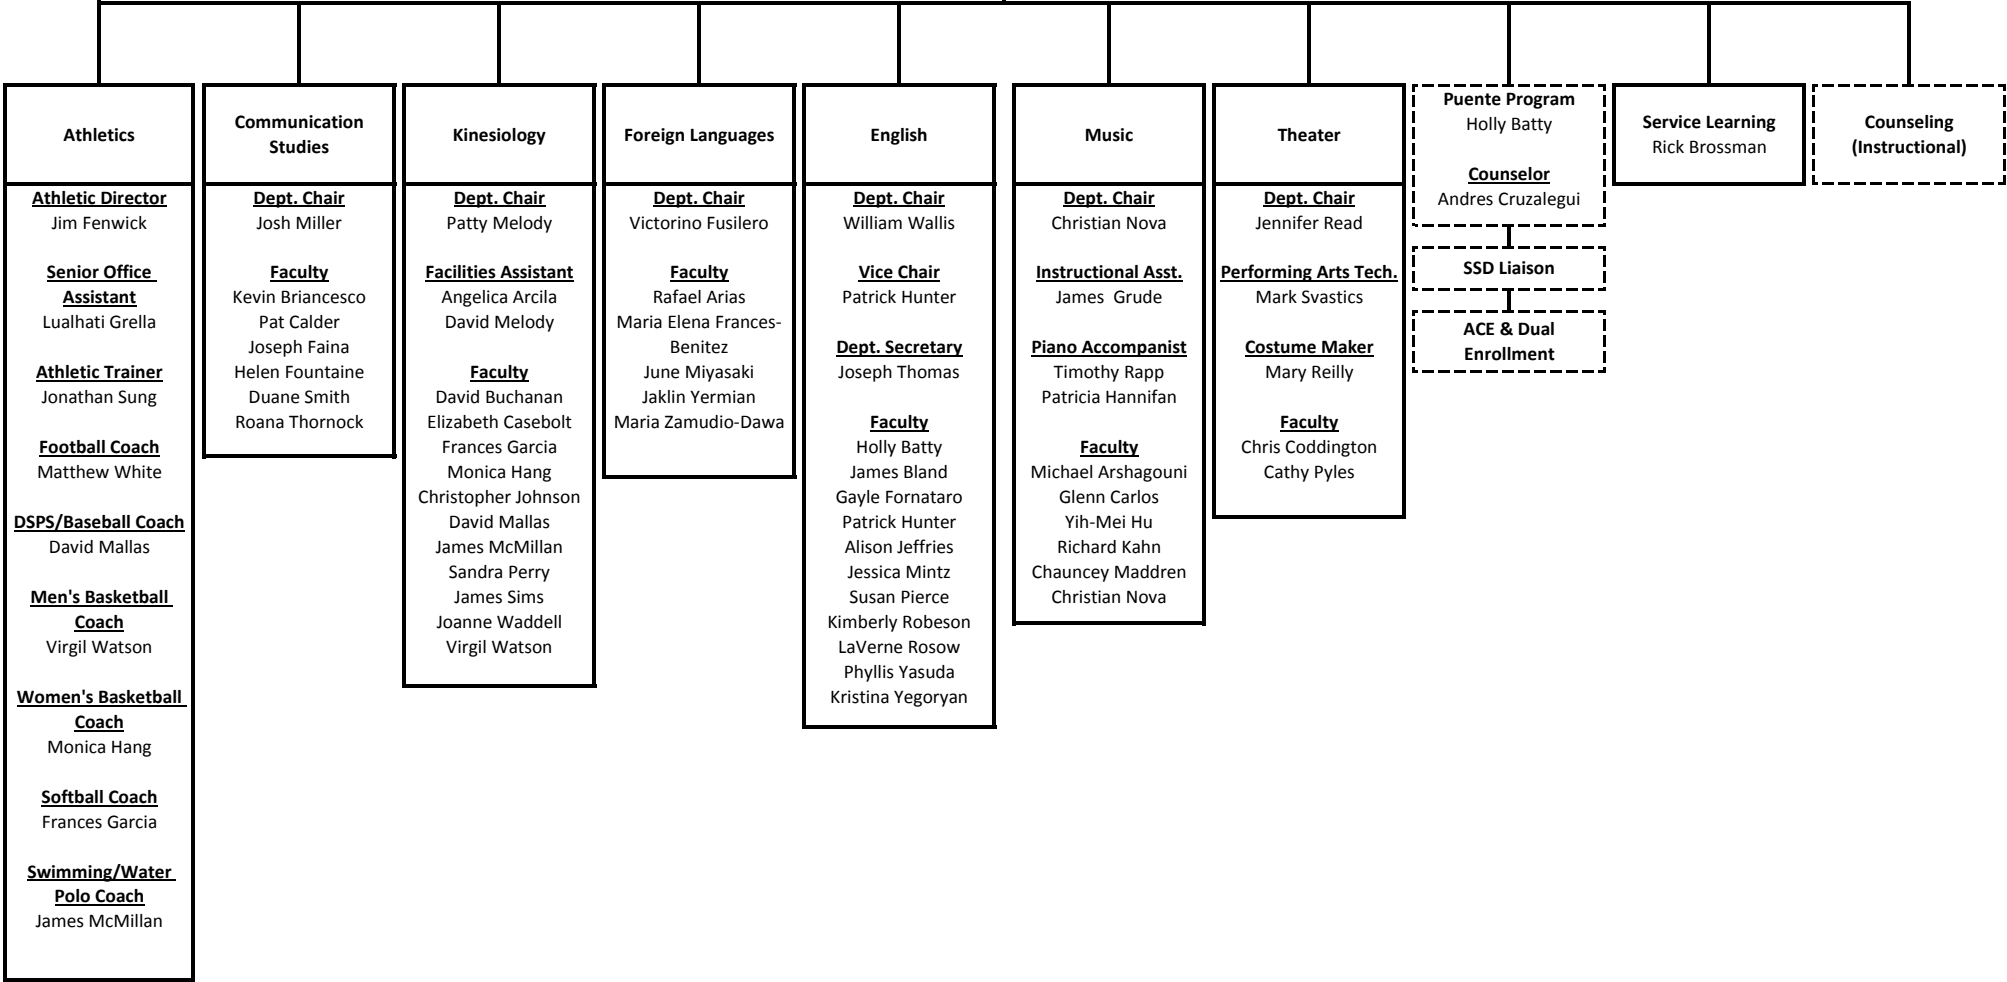 Athletics
Athletic Director
Jim Fenwick
Senior Office
Assistant
Lualhati Grella
Athletic Trainer
Jonathan Sung
Football Coach
Matthew White
DSPS/Baseball Coach
David Mallas
Men's Basketball
Coach
Virgil Watson
Women's Basketball
Coach
Monica Hang
Softball Coach
Frances Garcia
Swimming/Water
Polo Coach
James McMillan
Communication
Studies
Dept. Chair
Josh Miller
Faculty
Kevin Briancesco
Pat Calder
Joseph Faina
Helen Fountaine
Duane Smith
Roana Thornock
Kinesiology
Dept. Chair
Patty Melody
Facilities Assistant
Angelica Arcila
David Melody
Faculty
David Buchanan
Elizabeth Casebolt
Frances Garcia
Monica Hang
Christopher Johnson
David Mallas
James McMillan
Sandra Perry
James Sims
Joanne Waddell
Virgil Watson
Foreign Languages
Dept. Chair
Victorino Fusilero
Faculty
Rafael Arias
Maria Elena Frances-
Benitez
June Miyasaki
Jaklin Yermian
Maria Zamudio-Dawa
English
Dept. Chair
William Wallis
Vice Chair
Patrick Hunter
Dept. Secretary
Joseph Thomas
Faculty
Holly Batty
James Bland
Gayle Fornataro
Patrick Hunter
Alison Jeffries
Jessica Mintz
Susan Pierce
Kimberly Robeson
LaVerne Rosow
Phyllis Yasuda
Kristina Yegoryan
Music
Dept. Chair
Christian Nova
Instructional Asst.
James Grude
Piano Accompanist
Timothy Rapp
Patricia Hannifan
Faculty
Michael Arshagouni
Glenn Carlos
Yih-Mei Hu
Richard Kahn
Chauncey Maddren
Christian Nova
Theater
Dept. Chair
Jennifer Read
Performing Arts Tech.
Mark Svastics
Costume Maker
Mary Reilly
Faculty
Chris Coddington
Cathy Pyles
Puente Program
Holly Batty
Counselor
Andres Cruzalegui
SSD Liaison
ACE & Dual
Enrollment
Service Learning
Rick Brossman
Counseling
(Instructional)